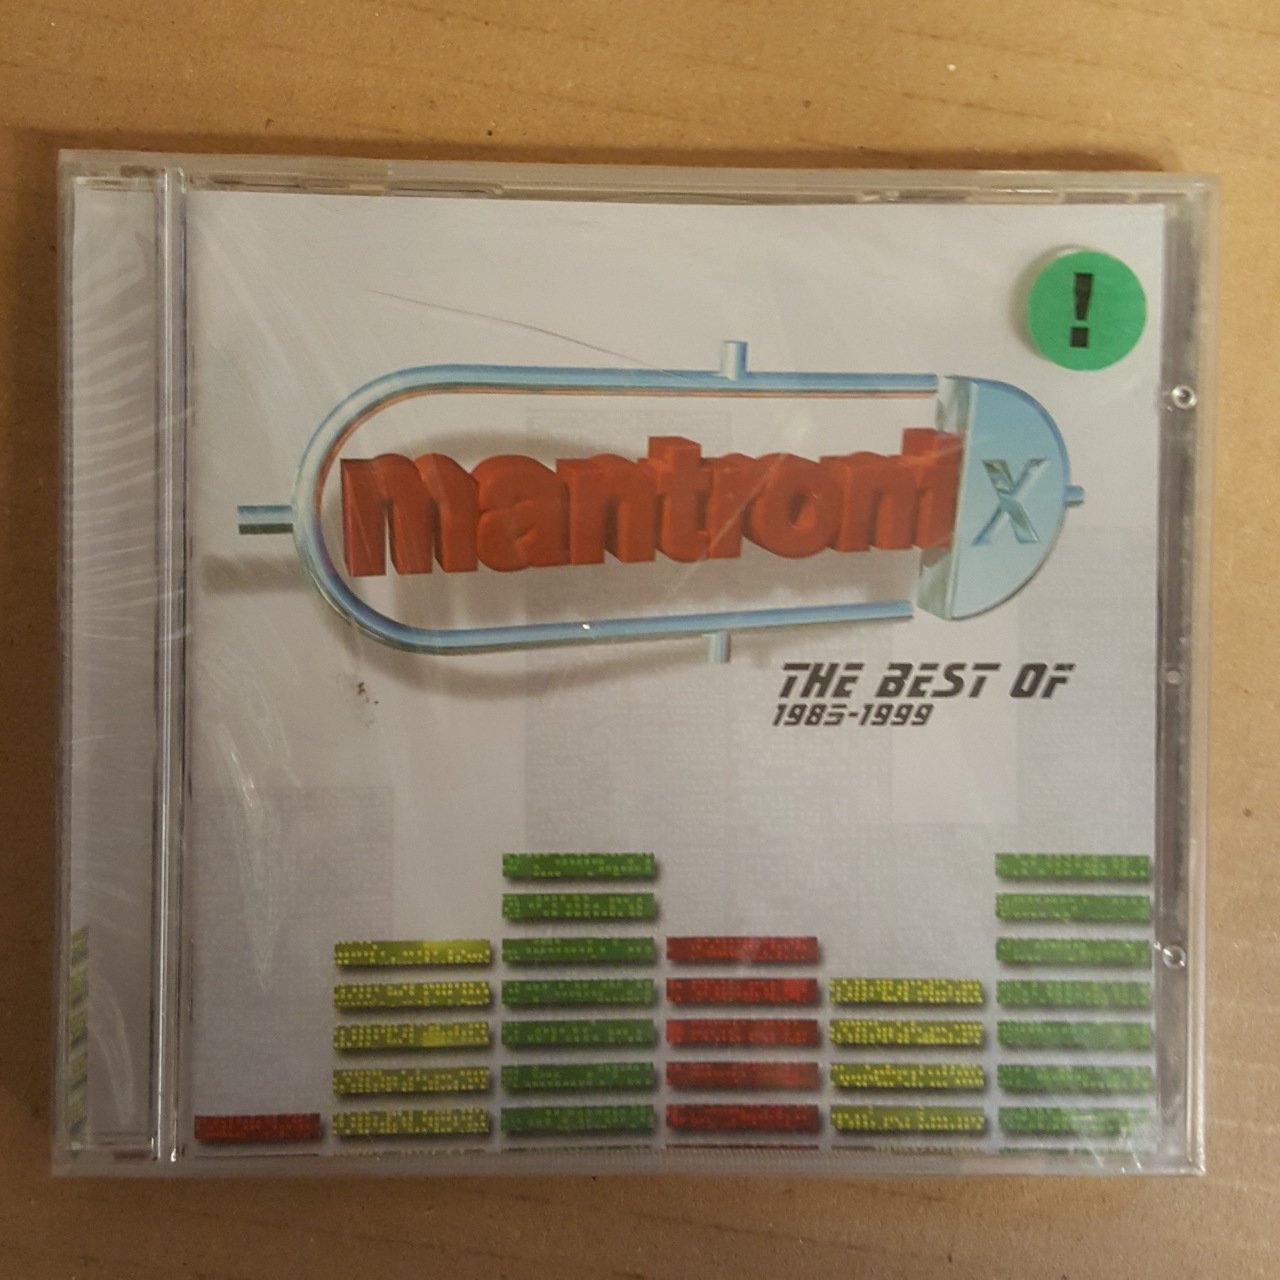 !
mantronix
THE BEST OF
1985-1999